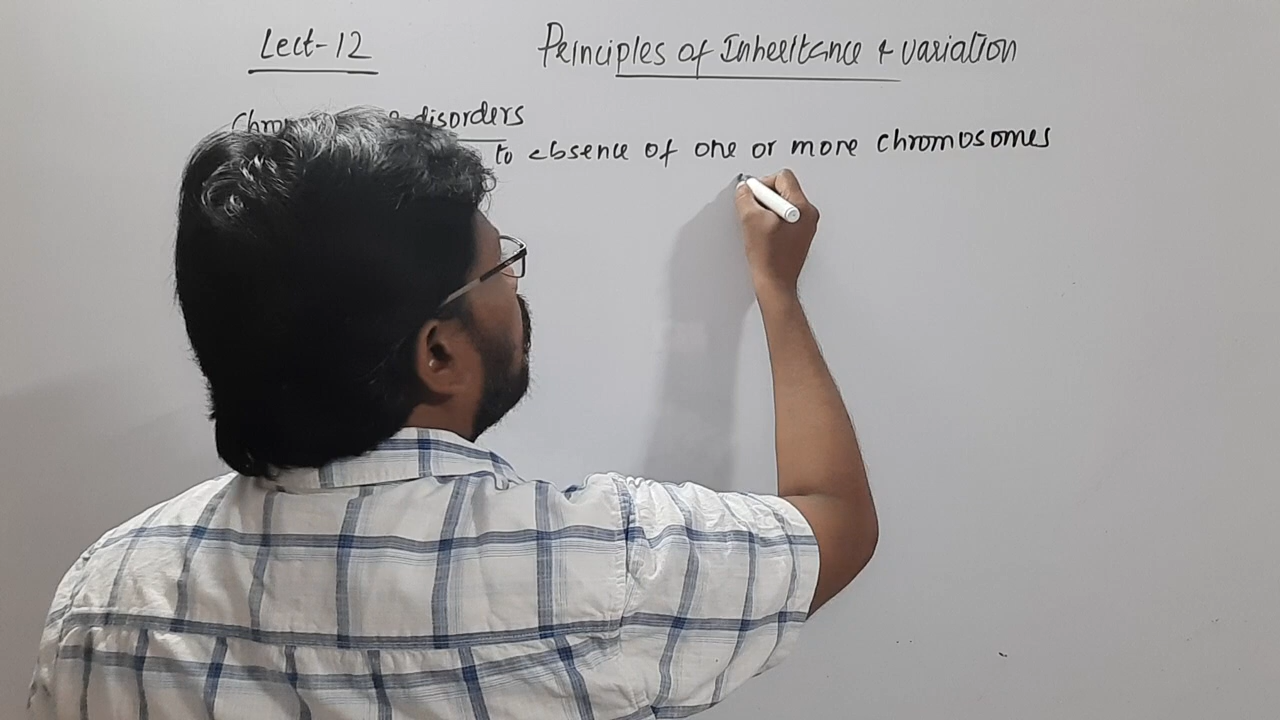 Lect-12
Principles of Inheritance & variation
disorders
to absence of one or more chromosomes